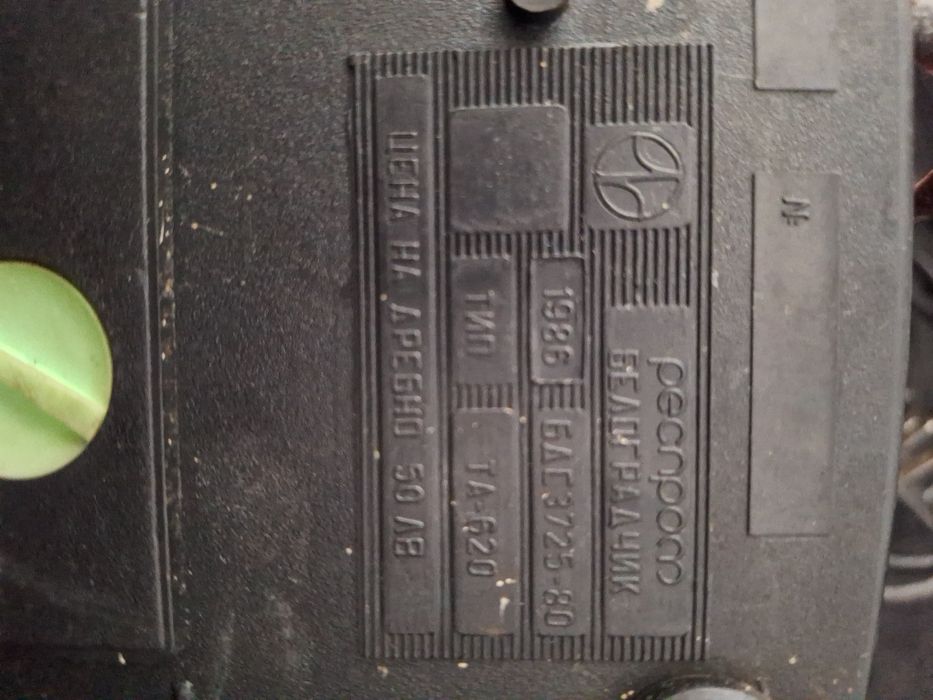 №
респром
БЕЛОГРАДЧИК
1986 БДС 3725-80
ТИП ТА-620
ЦЕНА НА ДРЕБНО 50 ЛВ